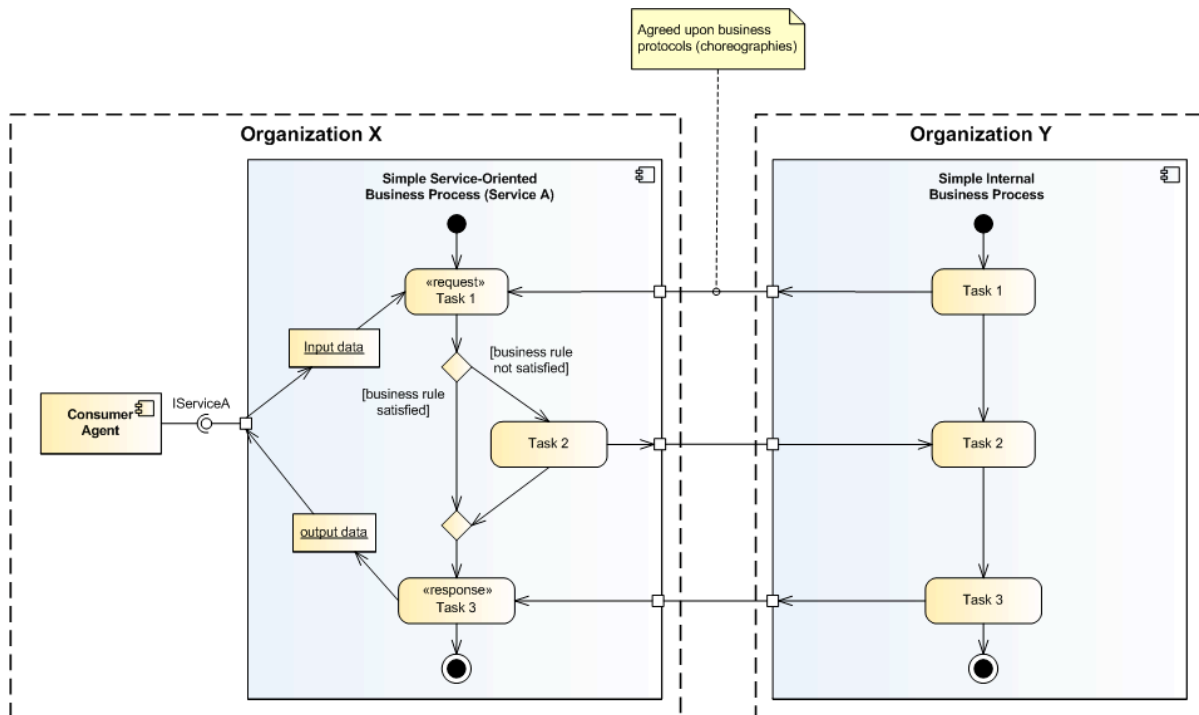 Agreed upon business
protocols (choreographies)
Organization X
Organization Y
Simple Service-Oriented
Business Process (Service A)
Simple Internal
Business Process
«request»
Task 1
Task 1
Input data
[business rule
not satisfied]
[business rule
satisfied]
IServiceA
Consumer
Agent
Task 2
Task 2
output data
«response»
Task 3
Task 3